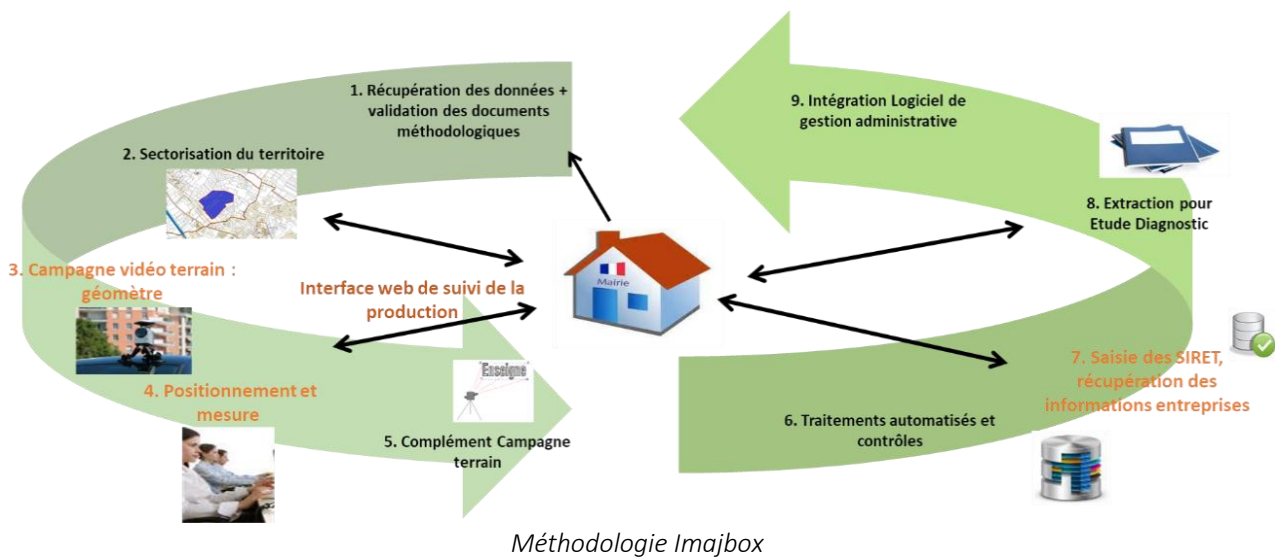 1. Récupération des données +
validation des documents
méthodologiques
2. Sectorisation du territoire
3. Campagne vidéo terrain :
géomètre
4. Positionnement et
mesure
Enseigne
5. Complément Campagne
terrain
Interface web de suivi de la
production
Mairie
6. Traitements automatisés et
contrôles
7. Saisie des SIRET,
récupération des
informations entreprises
8. Extraction pour
Etude Diagnostic
9. Intégration Logiciel de
gestion administrative
Méthodologie Imajbox